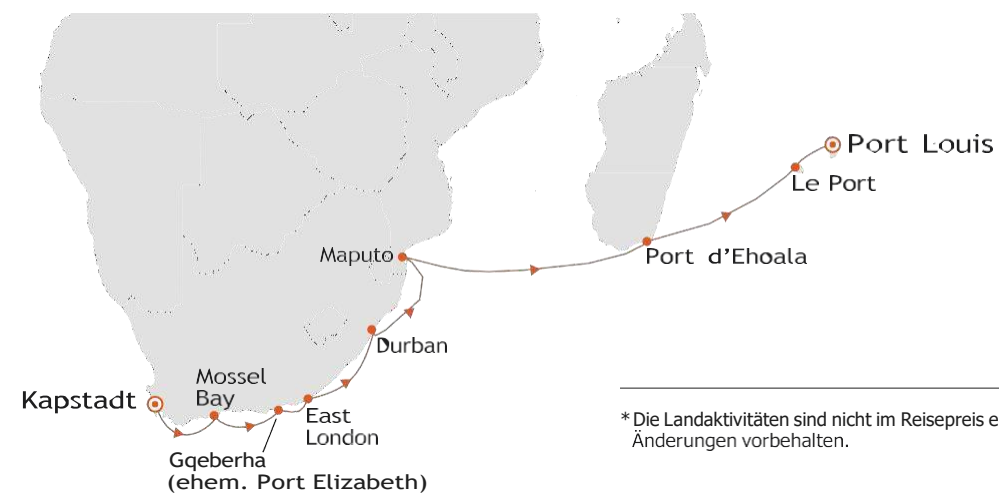 Port Louis
Le Port
Port d’Ehoala
Maputo
Durban
Mossel
Bay
Kapstadt
East
London
Gqeberha
(ehem. Port Elizabeth)
* Die Landaktivitäten sind nicht im Reisepreis e
Änderungen vorbehalten.